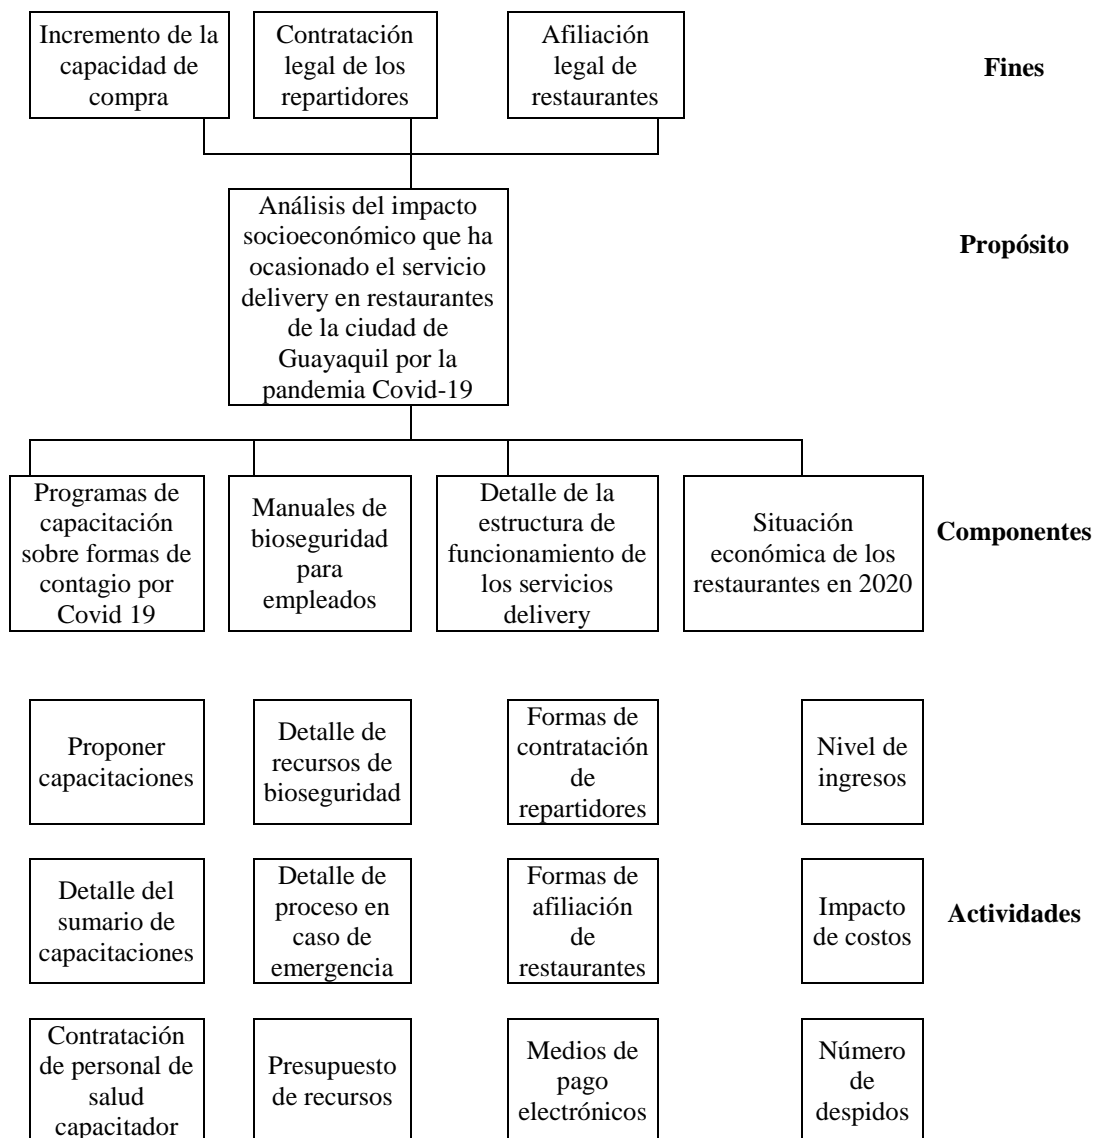 Incremento de la
capacidad de
compra
Contratación
legal de los
repartidores
Afiliación
legal de
restaurantes
Fines
Análisis del impacto
socioeconómico que ha
ocasionado el servicio
delivery en restaurantes
de la ciudad de
Guayaquil por la
pandemia Covid-19
Propósito
Programas de
capacitación
sobre formas de
contagio por
Covid 19
Manuales de
bioseguridad
para
empleados
Detalle de la
estructura de
funcionamiento de
los servicios
delivery
Situación
económica de los
restaurantes en 2020
Componentes
Proponer
capacitaciones
Detalle de
recursos de
bioseguridad
Formas de
contratación
de
repartidores
Nivel de
ingresos
Detalle del
sumario de
capacitaciones
Detalle de
proceso en
caso de
emergencia
Formas de
afiliación
de
restaurantes
Impacto
de costos
Actividades
Contratación
de personal de
salud
capacitador
Presupuesto
de recursos
Medios de
pago
electrónicos
Número
de
despidos